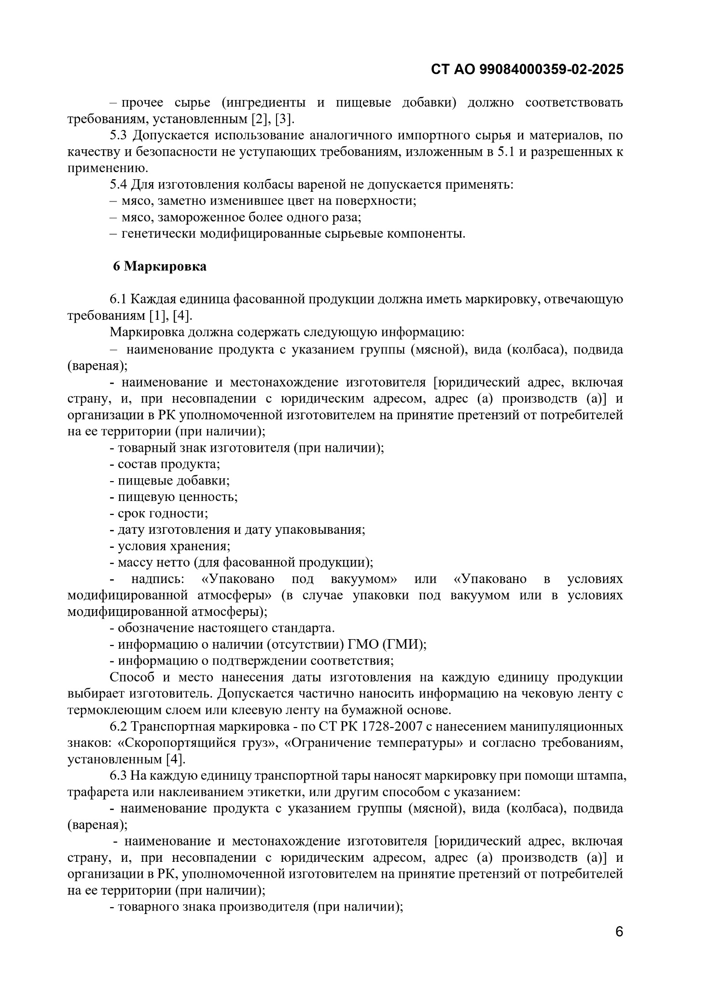 СТ АО 99084000359-02-2025
– прочее сырье (ингредиенты и пищевые добавки) должно соответствовать
требованиям, установленным [2], [3].
5.3 Допускается использование аналогичного импортного сырья и материалов, по
качеству и безопасности не уступающих требованиям, изложенным в 5.1 и разрешенных к
применению.
5.4 Для изготовления колбасы вареной не допускается применять:
– мясо, заметно изменившее цвет на поверхности;
– мясо, замороженное более одного раза;
– генетически модифицированные сырьевые компоненты.
6 Маркировка
6.1 Каждая единица фасованной продукции должна иметь маркировку, отвечающую
требованиям [1], [4].
Маркировка должна содержать следующую информацию:
– наименование продукта с указанием группы (мясной), вида (колбаса), подвида
(вареная);
- наименование и местонахождение изготовителя [юридический адрес, включая
страну, и, при несовпадении с юридическим адресом, адрес (а) производств (а)] и
организации в РК уполномоченной изготовителем на принятие претензий от потребителей
на ее территории (при наличии);
- товарный знак изготовителя (при наличии);
- состав продукта;
- пищевые добавки;
- пищевую ценность;
- срок годности;
- дату изготовления и дату упаковывания;
- условия хранения;
- массу нетто (для фасованной продукции);
- надпись: «Упаковано под вакуумом» или «Упаковано в условиях
модифицированной атмосферы» (в случае упаковки под вакуумом или в условиях
модифицированной атмосферы);
- обозначение настоящего стандарта.
- информацию о наличии (отсутствии) ГМО (ГМИ);
- информацию о подтверждении соответствия;
Способ и место нанесения даты изготовления на каждую единицу продукции
выбирает изготовитель. Допускается частично наносить информацию на чековую ленту с
термоклеющим слоем или клеевую ленту на бумажной основе.
6.2 Транспортная маркировка - по СТ РК 1728-2007 с нанесением манипуляционных
знаков: «Скоропортящийся груз», «Ограничение температуры» и согласно требованиям,
установленным [4].
6.3 На каждую единицу транспортной тары наносят маркировку при помощи штампа,
трафарета или наклеиванием этикетки, или другим способом с указанием:
- наименование продукта с указанием группы (мясной), вида (колбаса), подвида
(вареная);
- наименование и местонахождение изготовителя [юридический адрес, включая
страну, и, при несовпадении с юридическим адресом, адрес (а) производств (а)] и
организации в РК, уполномоченной изготовителем на принятие претензий от потребителей
на ее территории (при наличии);
- товарного знака производителя (при наличии);
6